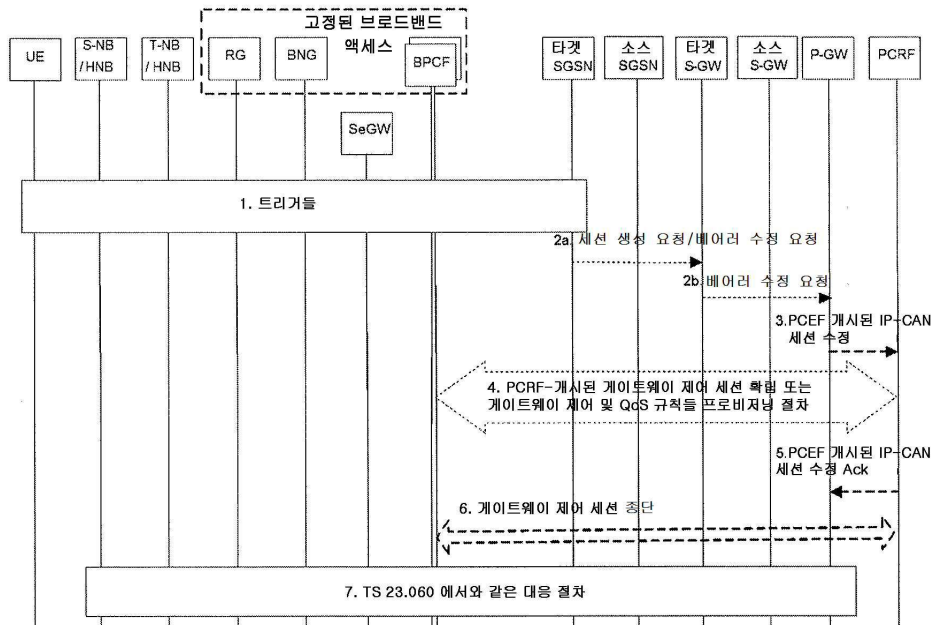 고정된 브로드밴드
액세스
UE
S-NB
/HNB
T-NB
/HNB
RG
BNG
BPCF
타겟
SGSN
소스
SGSN
타겟
S-GW
소스
S-GW
P-GW
PCRF
SeGW
1. 트리거들
2a. 세션 생성 요청/베어러 수정 요청
2b. 베어러 수정 요청
3.PCEF 개시된 IP-CAN
세션 수정
4. PCRF-개시된 게이트웨이 제어 세션 확립 또는
게이트웨이 제어 및 QoS 규칙들 프로비저닝 절차
5.PCEF 개시된 IP-CAN
세션 수정 Ack
6. 게이트웨이 제어 세션 종단
7. TS 23.060 에서와 같은 대응 절차